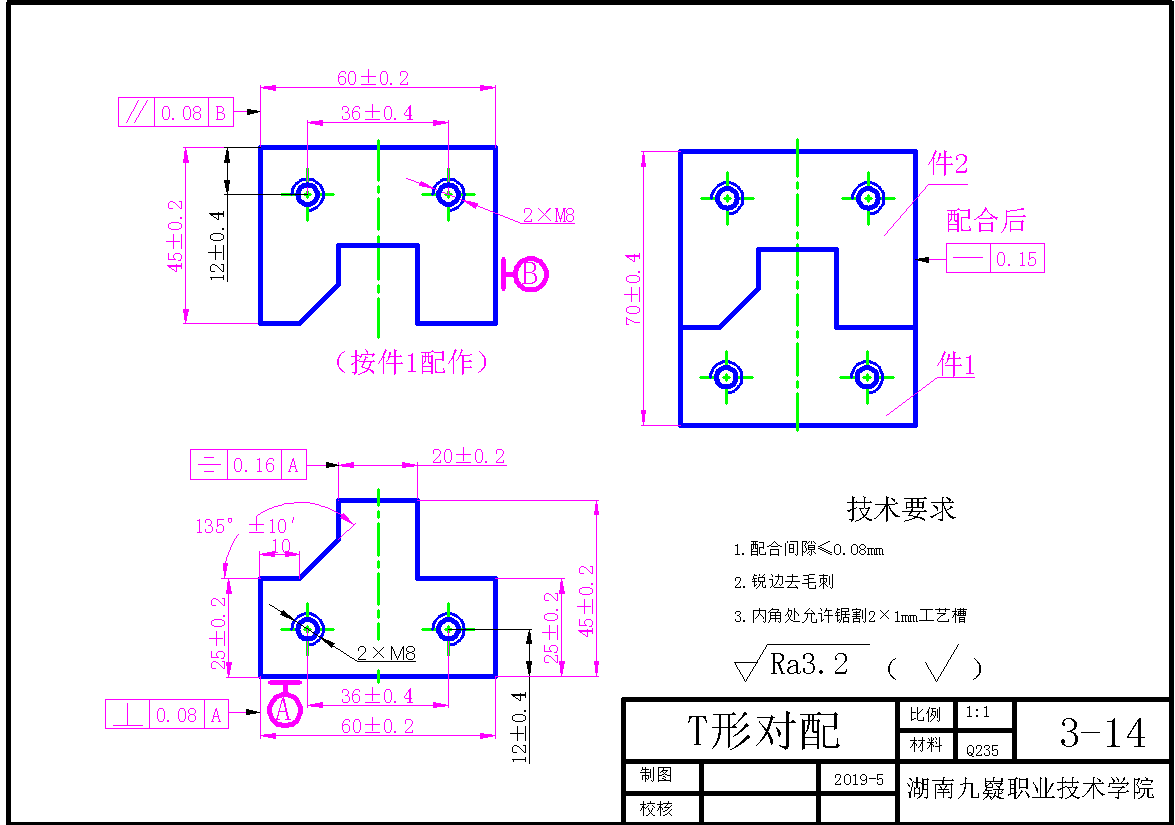 60±0.2
36±0.4
// 0.08 B
45±0.2
12±0.4
2×M8
B
(按件1配作)
件2
配合后
— 0.15
70±0.4
件1
0.16 A
20±0.2
135°±10′
10
25±0.2
2×M8
25±0.2
45±0.2
⊥ 0.08 A
A
36±0.4
60±0.2
12±0.4
技术要求
1.配合间隙≤0.08mm
2.锐边去毛刺
3.内角处允许锯割2×1mm工艺槽
Ra3.2 (√)
T形对配
比例 1:1
材料 Q235
3-14
制图 2019-5
校核
湖南九嶷职业技术学院